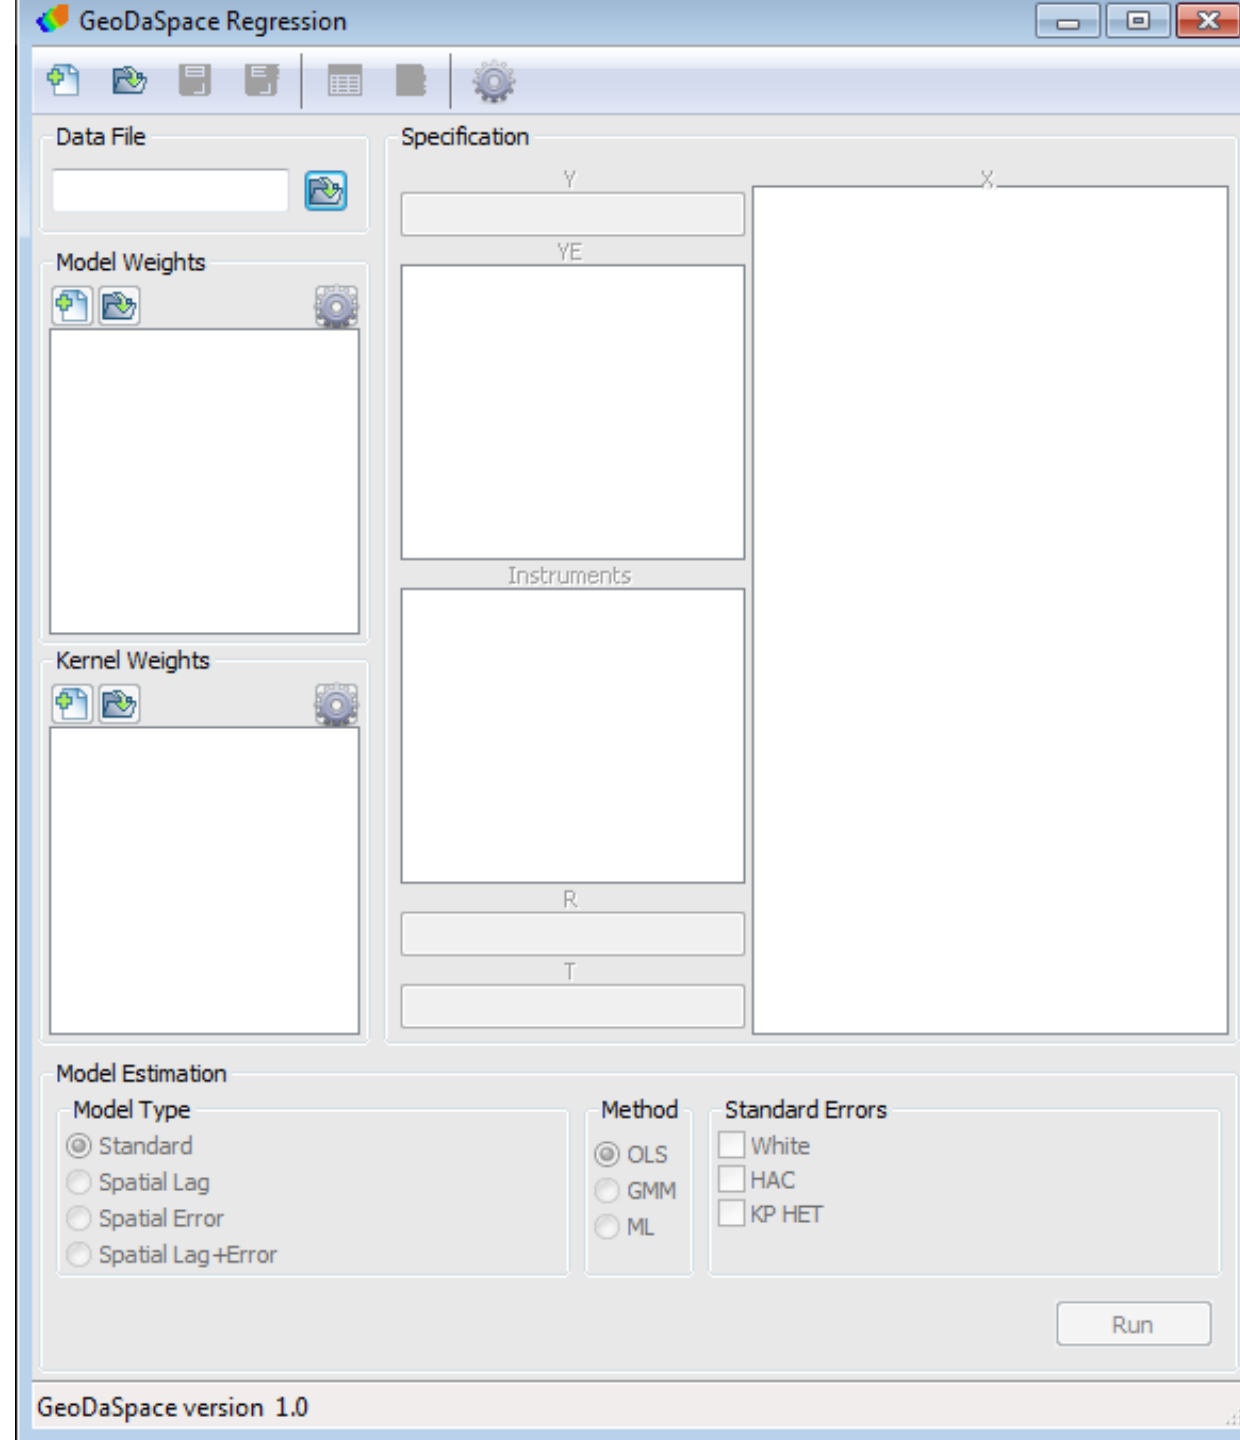 GeoDaSpace Regression
Data File
Model Weights
Kernel Weights
Specification
Y
YE
Instruments
R
T
X
Model Estimation
Model Type
Standard
Spatial Lag
Spatial Error
Spatial Lag+Error
Method
OLS
GMM
ML
Standard Errors
White
HAC
KP HET
Run
GeoDaSpace version 1.0